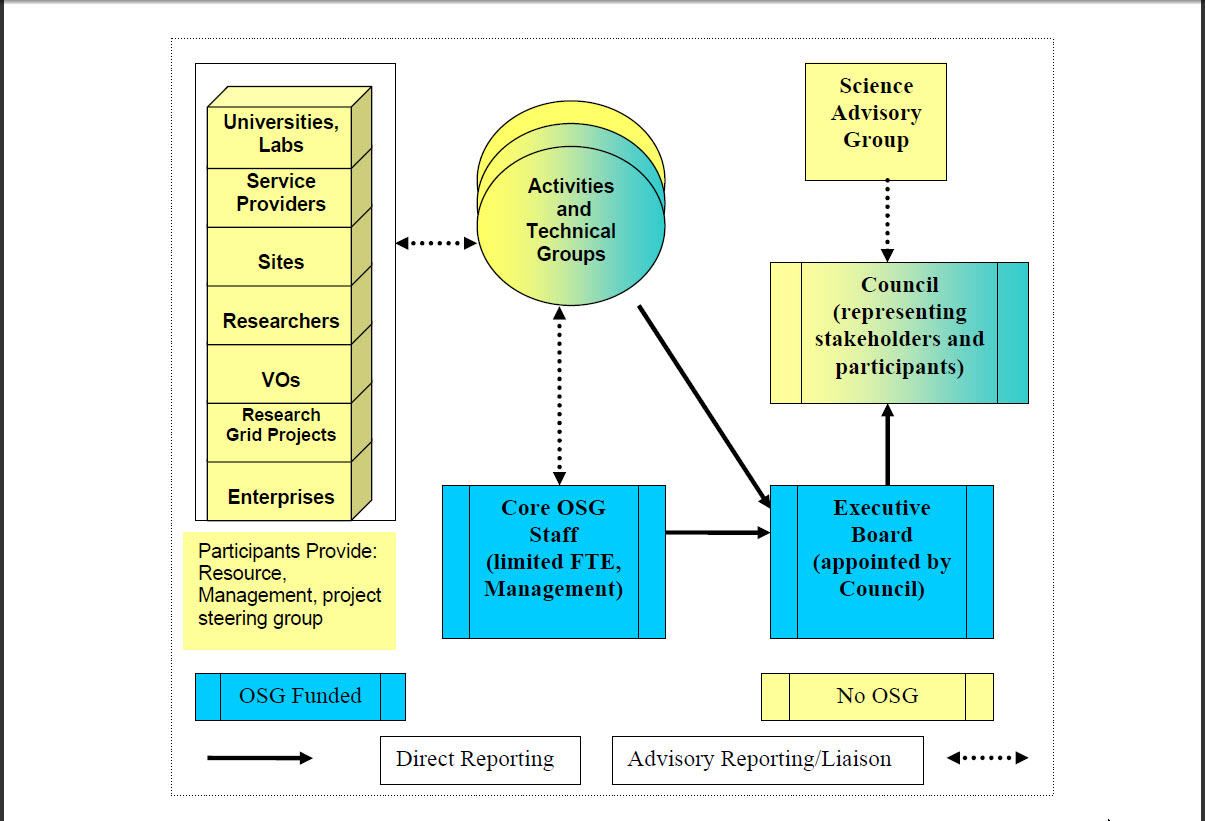 Universities,
Labs
Service
Providers
Sites
Researchers
VOs
Research
Grid Projects
Enterprises
Participants Provide:
Resource,
Management, project
steering group
Activities
and
Technical
Groups
Science
Advisory
Group
Council
(representing
stakeholders and
participants)
Core OSG
Staff
(limited FTE,
Management)
Executive
Board
(appointed by
Council)
OSG Funded
No OSG
Direct Reporting
Advisory Reporting/Liaison